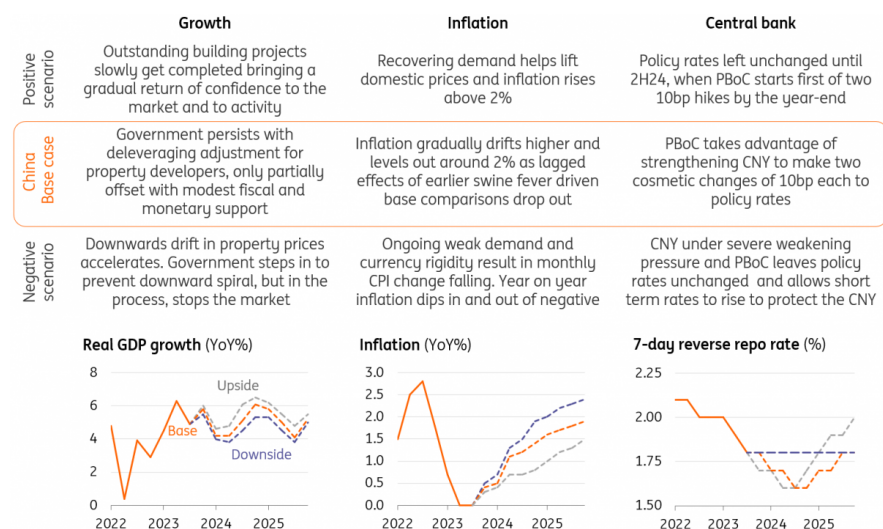 Growth
Inflation
Central bank
Positive
scenario
Outstanding building projects
slowly get completed bringing a
gradual return of confidence to the
market and to activity
Recovering demand helps lift
domestic prices and inflation rises
above 2%
Policy rates left unchanged until
2H24, when PBoC starts first of two
10bp hikes by the year-end
China
Base case
Government persists with
deleveraging adjustment for
property developers, only partially
offset with modest fiscal and
monetary support
Inflation gradually drifts higher and
levels out around 2% as lagged
effects of earlier swine fever driven
base comparisons drop out
PBoC takes advantage of
strengthening CNY to make two
cosmetic changes of 10bp each to
policy rates
Negative
scenario
Downwards drift in property prices
accelerates. Government steps in to
prevent downward spiral, but in the
process, stops the market
Ongoing weak demand and
currency rigidity result in monthly
CPI change falling. Year on year
inflation dips in and out of negative
CNY under severe weakening
pressure and PBoC leaves policy
rates unchanged and allows short
term rates to rise to protect the CNY
Real GDP growth (YoY%)
8
6
4
2
0
Upside
Base
Downside
2022 2023 2024 2025
Inflation (YoY%)
3.0
2.5
2.0
1.5
1.0
0.5
0.0
2022 2023 2024 2025
7-day reverse repo rate (%)
2.25
2.00
1.75
1.50
2022 2023 2024 2025